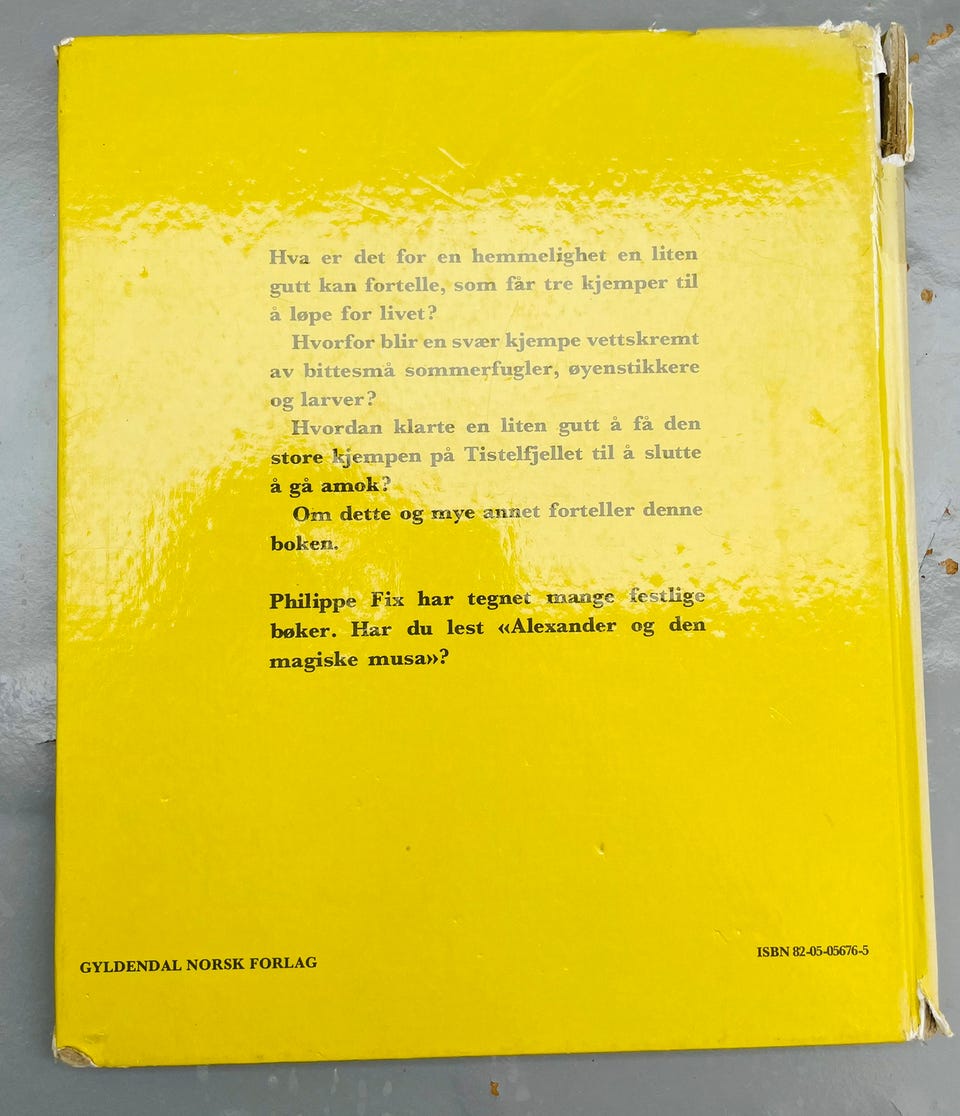 Hva er det for en hemmelighet en liten
gutt kan fortelle, som får tre kjemper til
å løpe for livet?
Hvorfor blir en svær kjempe vettskremt
av bittesmå sommerfugler, øyenstikkere
og larver?
Hvordan klarte en liten gutt å få den
store kjempen på Tistelfjellet til å slutte
å gå amok?
Om dette og mye annet forteller denne
boken.
Philippe Fix har tegnet mange festlige
bøker. Har du lest «Alexander og den
magiske musa»?
GYLDENDAL NORSK FORLAG
ISBN 82-05-05676-5